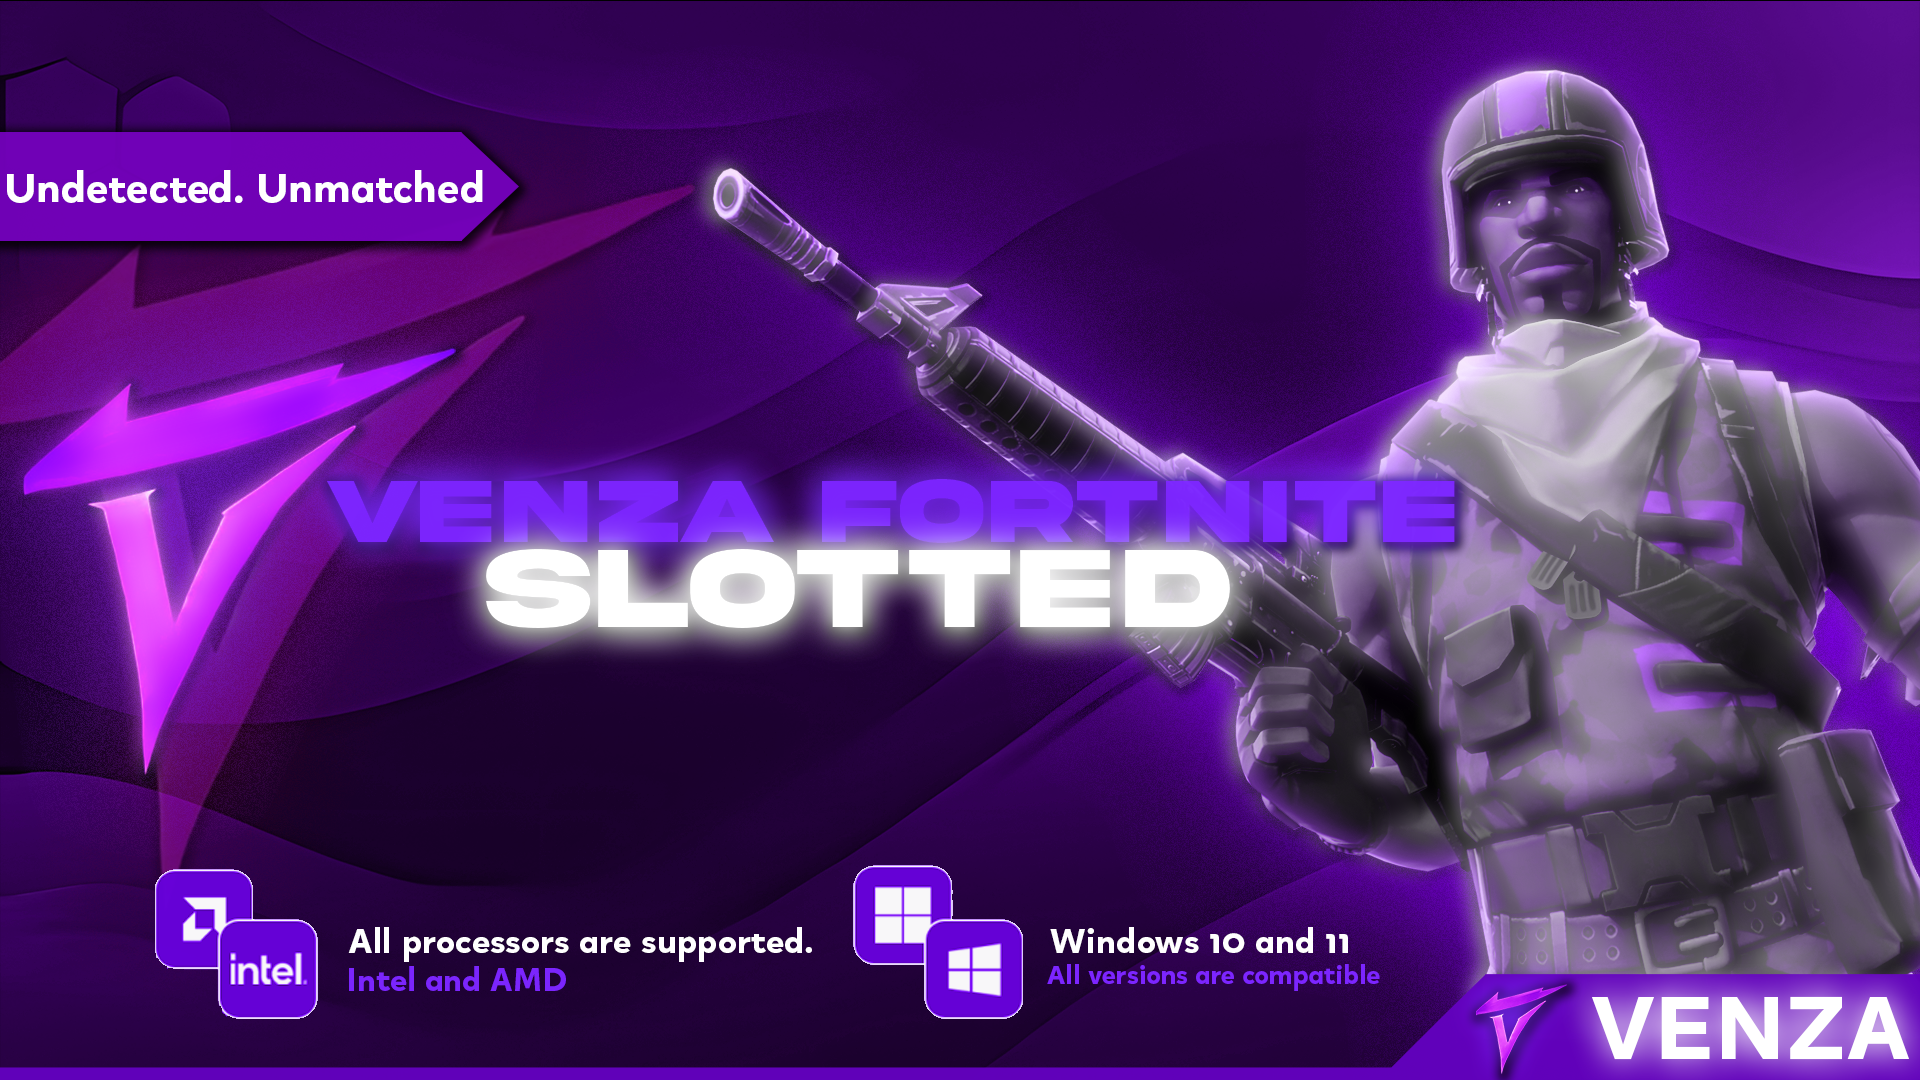 Undetected. Unmatched
VENZA FORTNITE
SLOTTED
intel.
All processors are supported.
Intel and AMD
Windows 10 and 11
All versions are compatible
VENZA